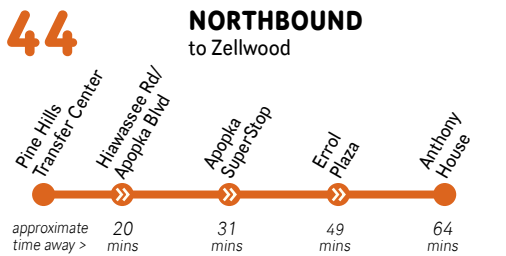 44
NORTHBOUND
to Zellwood
Pine Hills
Transfer Center
Hiawassee Rd/
Apopka Blvd
Apopka
SuperStop
Errol
Plaza
Anthony
House
approximate
time away >
20
mins
31
mins
49
mins
64
mins